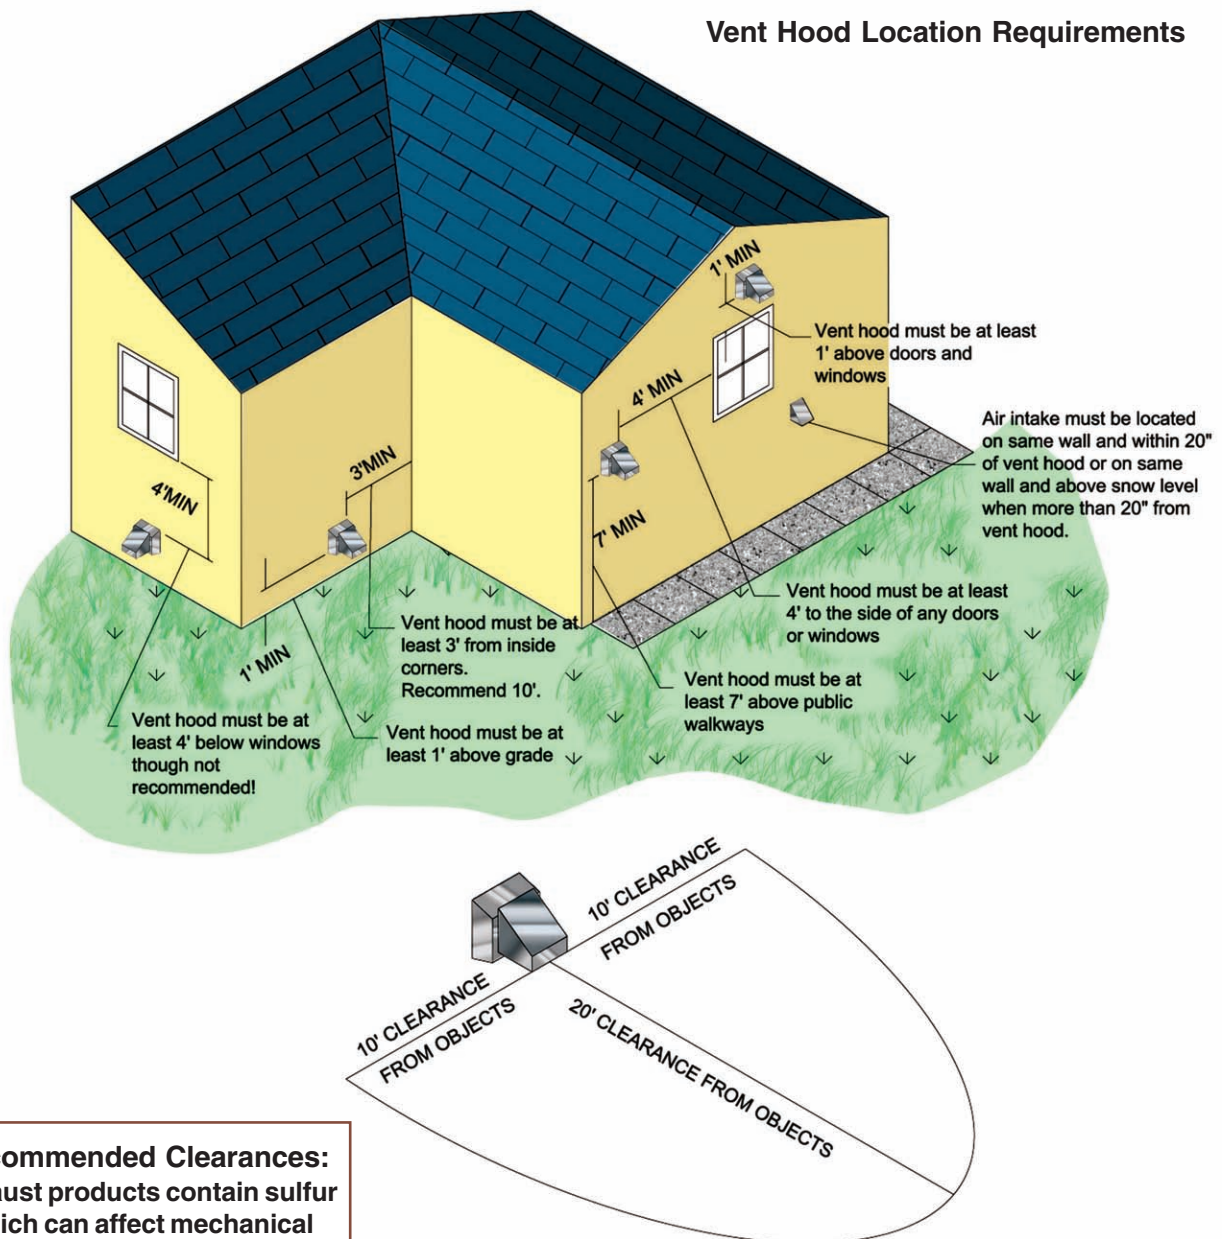 Vent Hood Location Requirements
1' MIN
Vent hood must be at least
1' above doors and
windows
4' MIN
Air intake must be located
on same wall and within 20"
of vent hood or on same
wall and above snow level
when more than 20" from
vent hood.
3'MIN
4'MIN
7' MIN
Vent hood must be at least
4' to the side of any doors
or windows
Vent hood must be at
least 3' from inside
corners.
Recommend 10'.
1' MIN
Vent hood must be at
least 7' above public
walkways
Vent hood must be at
least 4' below windows
though not
recommended!
Vent hood must be at
least 1' above grade
10' CLEARANCE
FROM OBJECTS
10' CLEARANCE
FROM OBJECTS
20' CLEARANCE FROM OBJECTS
commended Clearances:
aust products contain sulfur
ich can affect mechanical